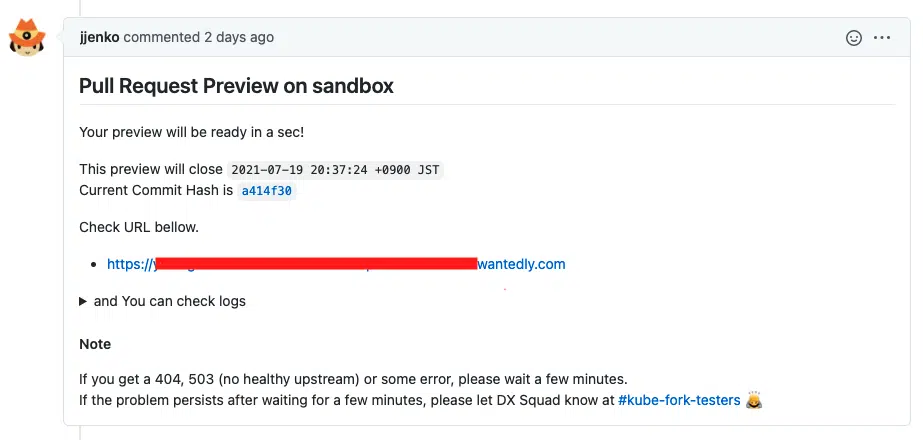 jjenko commented 2 days ago
Pull Request Preview on sandbox
Your preview will be ready in a sec!
This preview will close 2021-07-19 20:37:24 +0900 JST
Current Commit Hash is a414f30
Check URL bellow.
https:// wantedly.com
and You can check logs
Note
If you get a 404, 503 (no healthy upstream) or some error, please wait a few minutes.
If the problem persists after waiting for a few minutes, please let DX Squad know at #kube-fork-testers